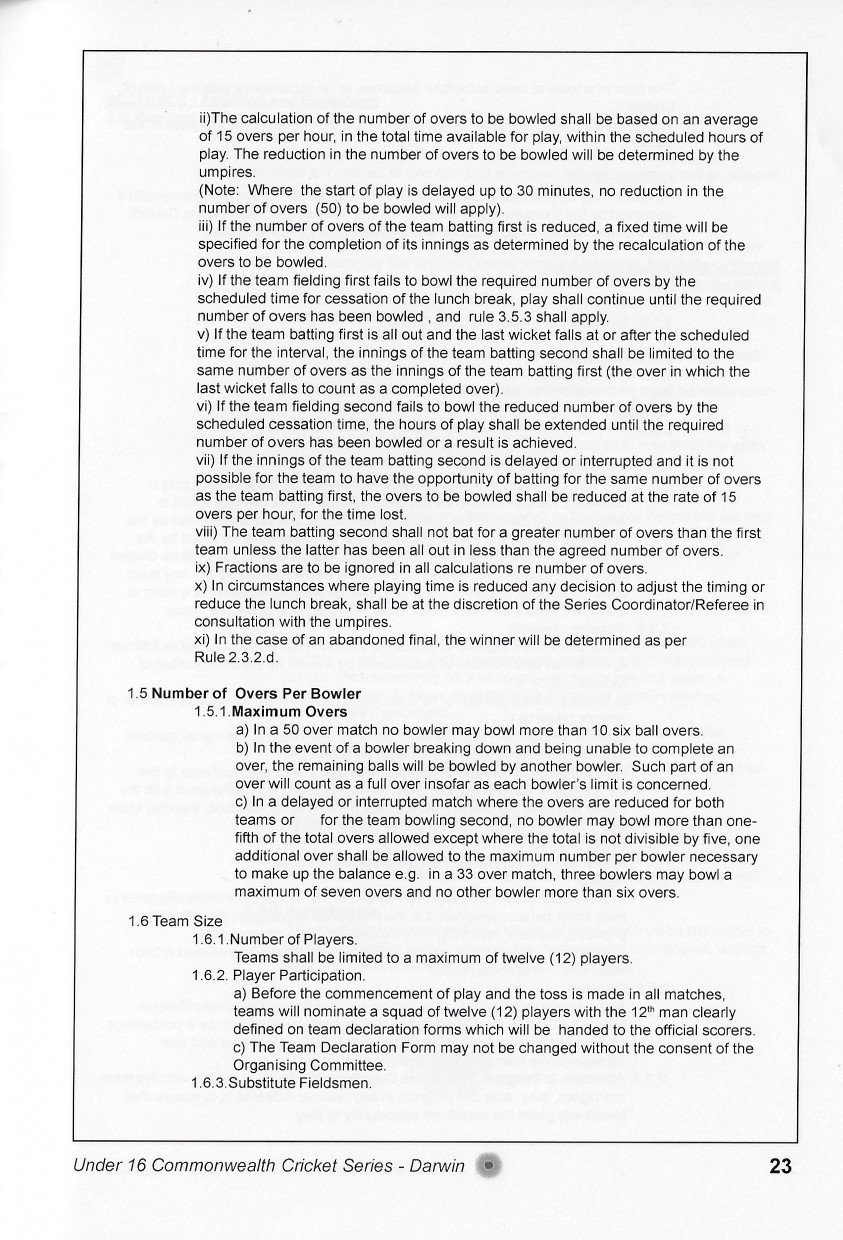 ii)The calculation of the number of overs to be bowled shall be based on an average
of 15 overs per hour, in the total time available for play, within the scheduled hours of
play. The reduction in the number of overs to be bowled will be determined by the
umpires.
(Note:  Where  the start of play is delayed up to 30 minutes, no reduction in the
number of overs  (50) to be bowled will apply).
iii) If the number of overs of the team batting first is reduced, a fixed time will be
specified for the completion of its innings as determined by the recalculation of the
overs to be bowled.
iv) If the team fielding first fails to bowl the required number of overs by the
scheduled time for cessation of the lunch break, play shall continue until the required
number of overs has been bowled , and  rule 3.5.3 shall apply.
v) If the team batting first is all out and the last wicket falls at or after the scheduled
time for the interval, the innings of the team batting second shall be limited to the
same number of overs as the innings of the team batting first (the over in which the
last wicket falls to count as a completed over).
vi) If the team fielding second fails to bowl the reduced number of overs by the
scheduled cessation time, the hours of play shall be extended until the required
number of overs has been bowled or a result is achieved.
vii) If the innings of the team batting second is delayed or interrupted and it is not
possible for the team to have the opportunity of batting for the same number of overs
as the team batting first, the overs to be bowled shall be reduced at the rate of 15
overs per hour, for the time lost.
viii) The team batting second shall not bat for a greater number of overs than the first
team unless the latter has been all out in less than the agreed number of overs.
ix) Fractions are to be ignored in all calculations re number of overs.
x) In circumstances where playing time is reduced any decision to adjust the timing or
reduce the lunch break, shall be at the discretion of the Series Coordinator/Referee in
consultation with the umpires.
xi) In the case of an abandoned final, the winner will be determined as per
Rule 2.3.2.d.
1.5 Number of  Overs Per Bowler
1.5.1.Maximum Overs
a) In a 50 over match no bowler may bowl more than 10 six ball overs.
b) In the event of a bowler breaking down and being unable to complete an
over, the remaining balls will be bowled by another bowler.  Such part of an
over will count as a full over insofar as each bowler's limit is concerned.
c) In a delayed or interrupted match where the overs are reduced for both
teams or      for the team bowling second, no bowler may bowl more than one-
fifth of the total overs allowed except where the total is not divisible by five, one
additional over shall be allowed to the maximum number per bowler necessary
to make up the balance e.g.  in a 33 over match, three bowlers may bowl a
maximum of seven overs and no other bowler more than six overs.
1.6 Team Size
1.6.1.Number of Players.
Teams shall be limited to a maximum of twelve (12) players.
1.6.2. Player Participation.
a) Before the commencement of play and the toss is made in all matches,
teams will nominate a squad of twelve (12) players with the 12th man clearly
defined on team declaration forms which will be  handed to the official scorers.
c) The Team Declaration Form may not be changed without the consent of the
Organising Committee.
1.6.3.Substitute Fieldsmen.
Under 16 Commonwealth Cricket Series - Darwin
23